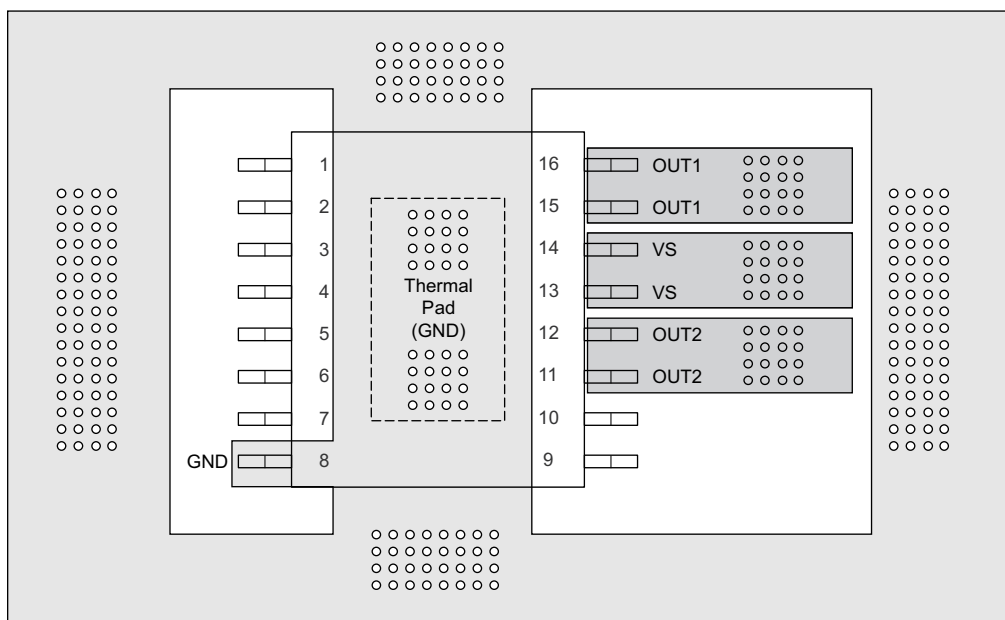 1 16 OUT1
2 15 OUT1
3 14 VS
4 Thermal 13 VS
Pad
5 (GND) 12 OUT2
6 11 OUT2
7 10
GND 8 9